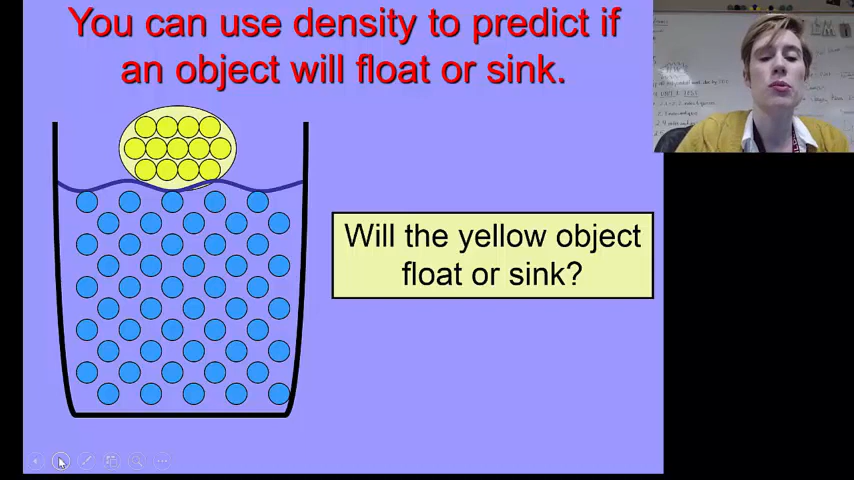 You can use density to predict if
an object will float or sink.
Will the yellow object
float or sink?